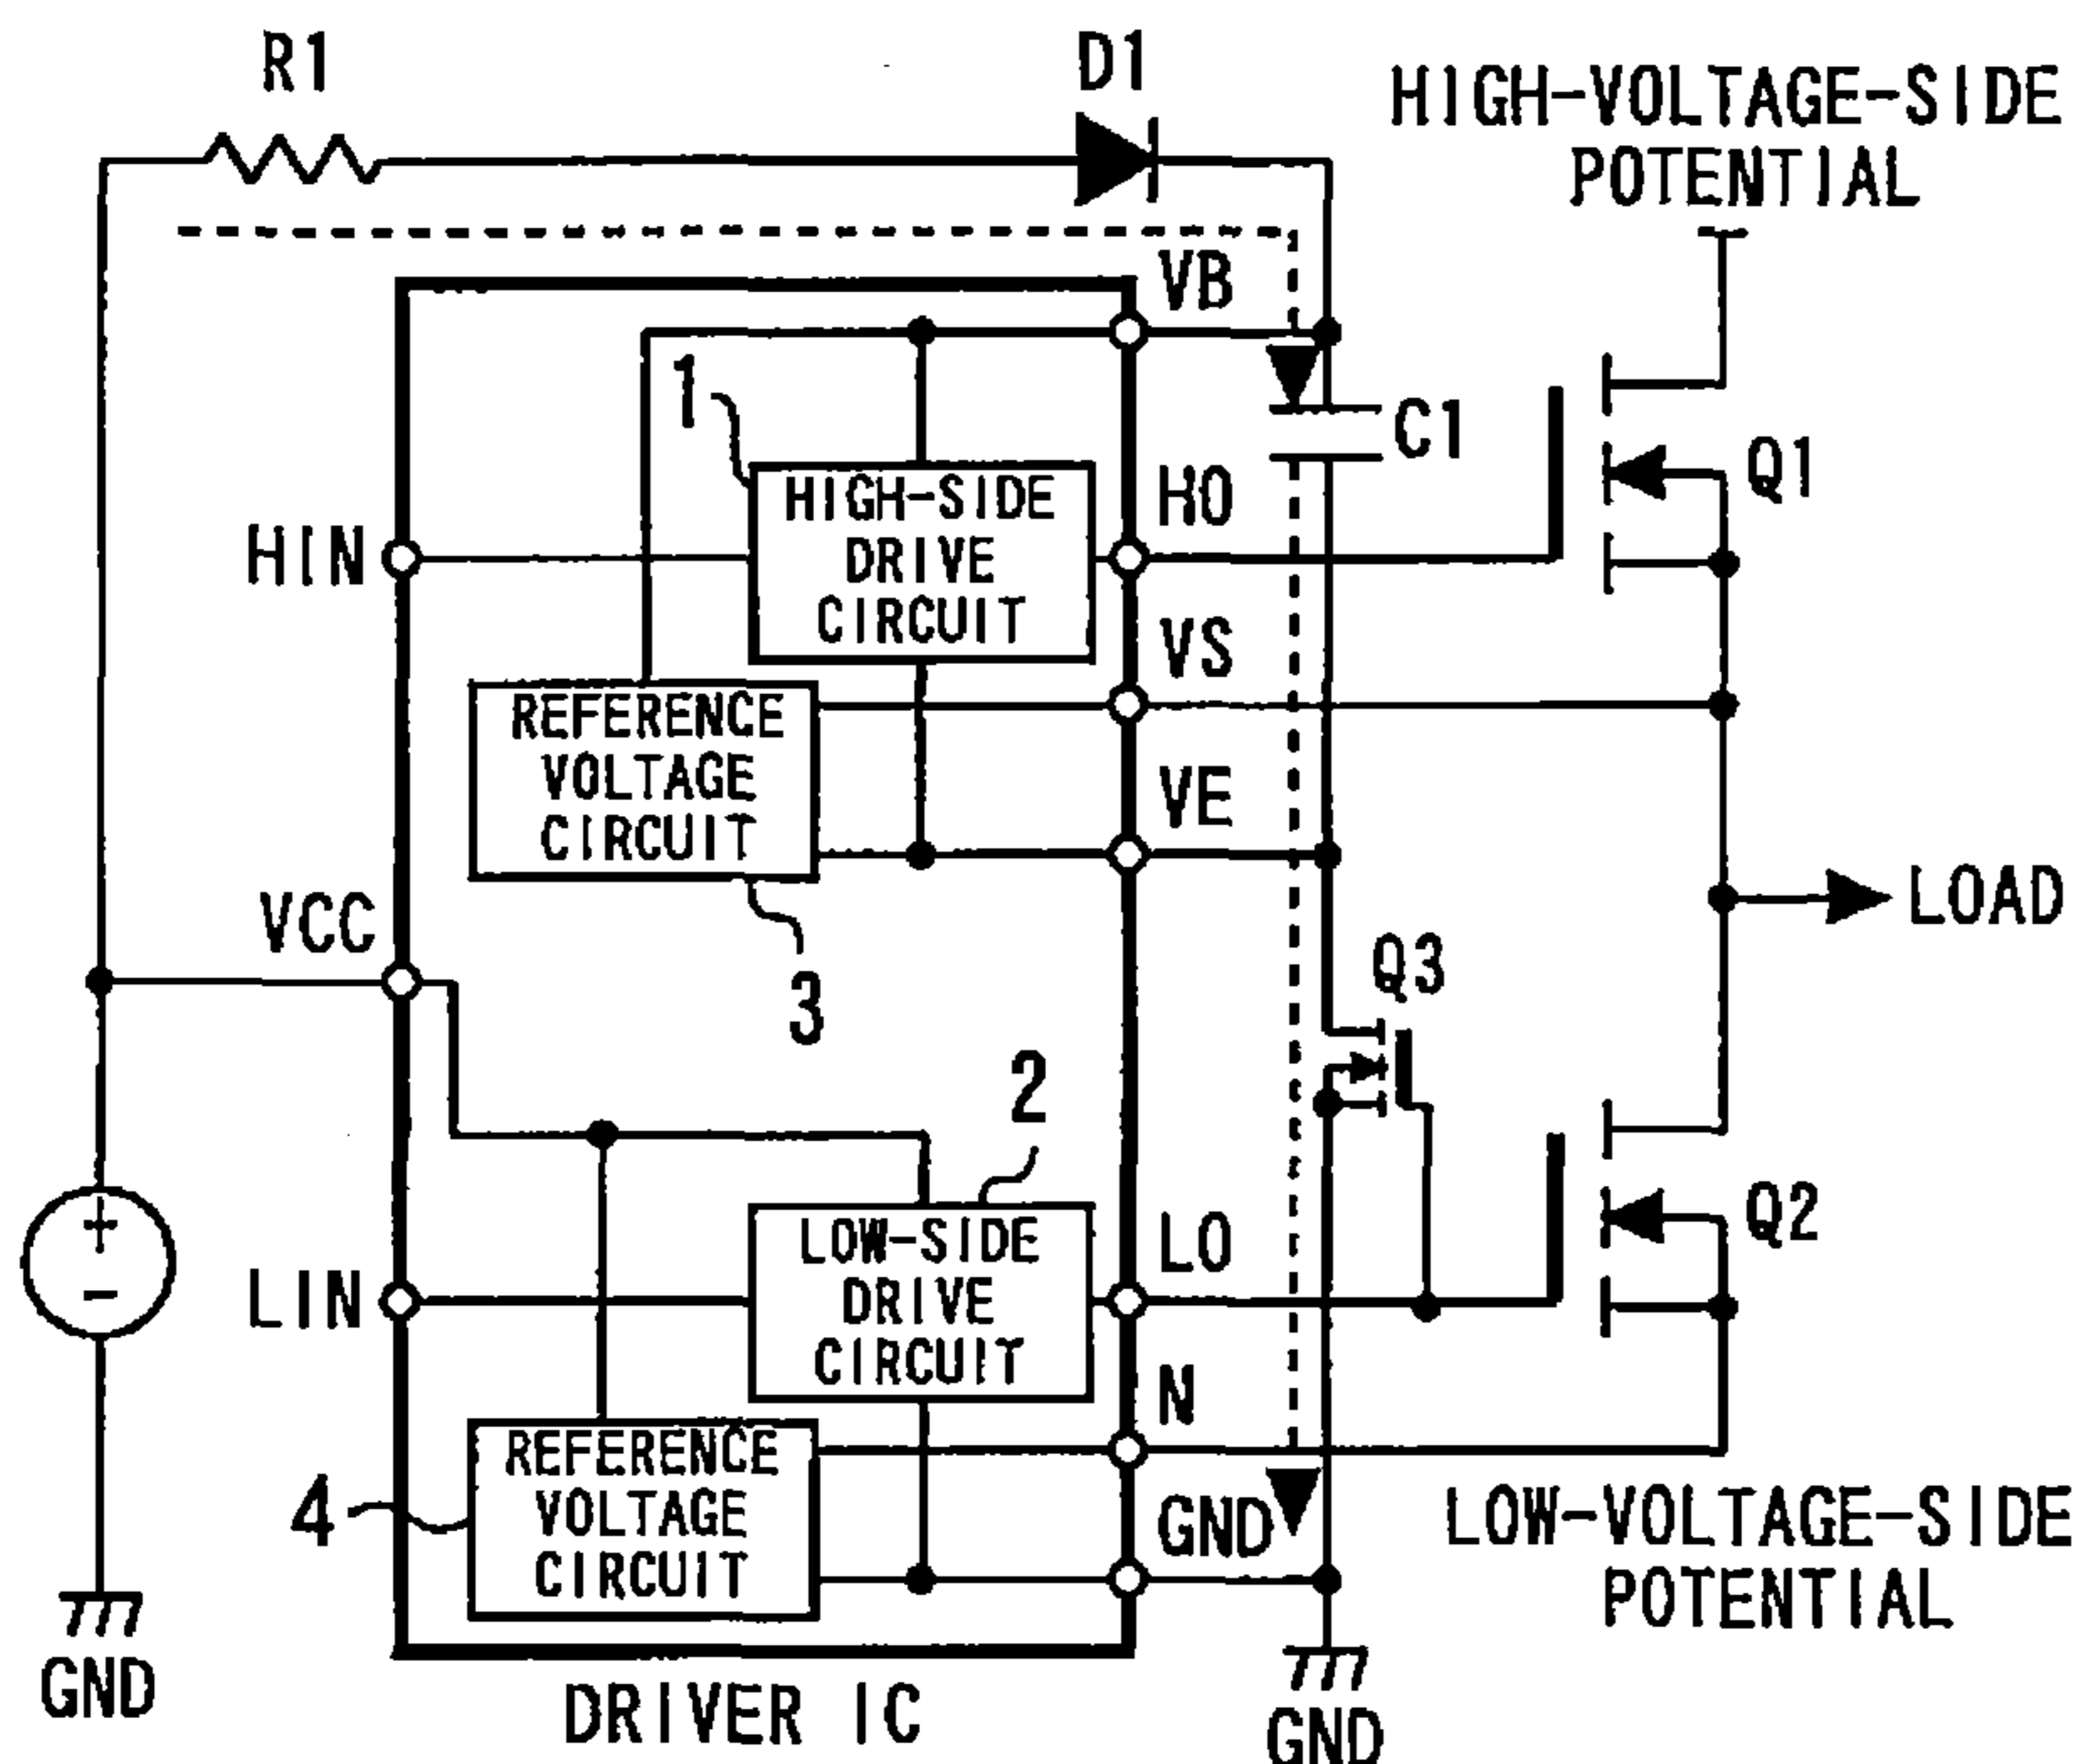 R1
D1
HIGH-VOLTAGE-SIDE
POTENTIAL
VB
1
C1
HIGH-SIDE
DRIVE
CIRCUIT
HO
Q1
HIN
VS
REFERENCE
VOLTAGE
CIRCUIT
VE
VCC
LOAD
3
Q3
2
LOW-SIDE
DRIVE
CIRCUIT
LO
Q2
+
-
LIN
N
REFERENCE
VOLTAGE
CIRCUIT
4
GND
LOW-VOLTAGE-SIDE
POTENTIAL
GND
DRIVER IC
GND